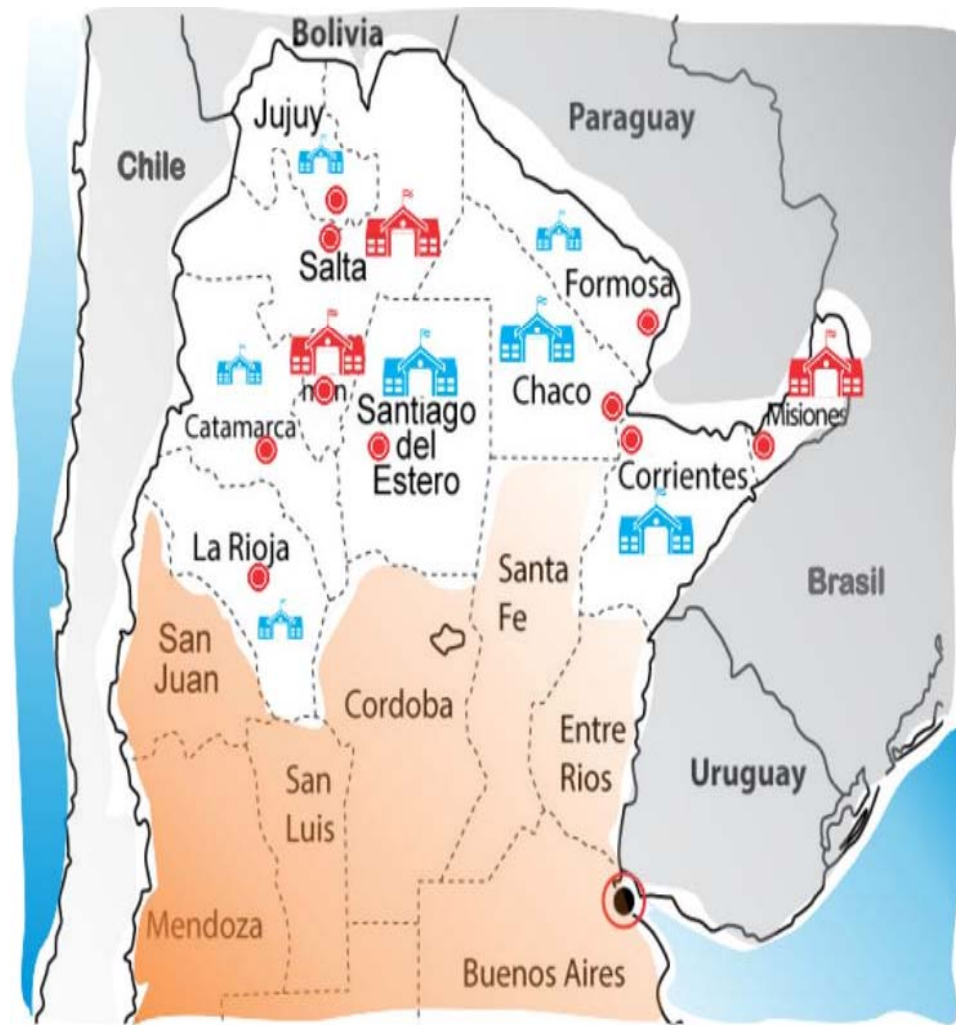 Bolivia
Jujuy
Paraguay
Chile
Salta
Formosa
Chaco
Misiones
Catamarca
Santiago
del
Estero
Corrientes
La Rioja
Santa
Fe
Brasil
San
Juan
Cordoba
Entre
Rios
Uruguay
San
Luis
Mendoza
Buenos Aires